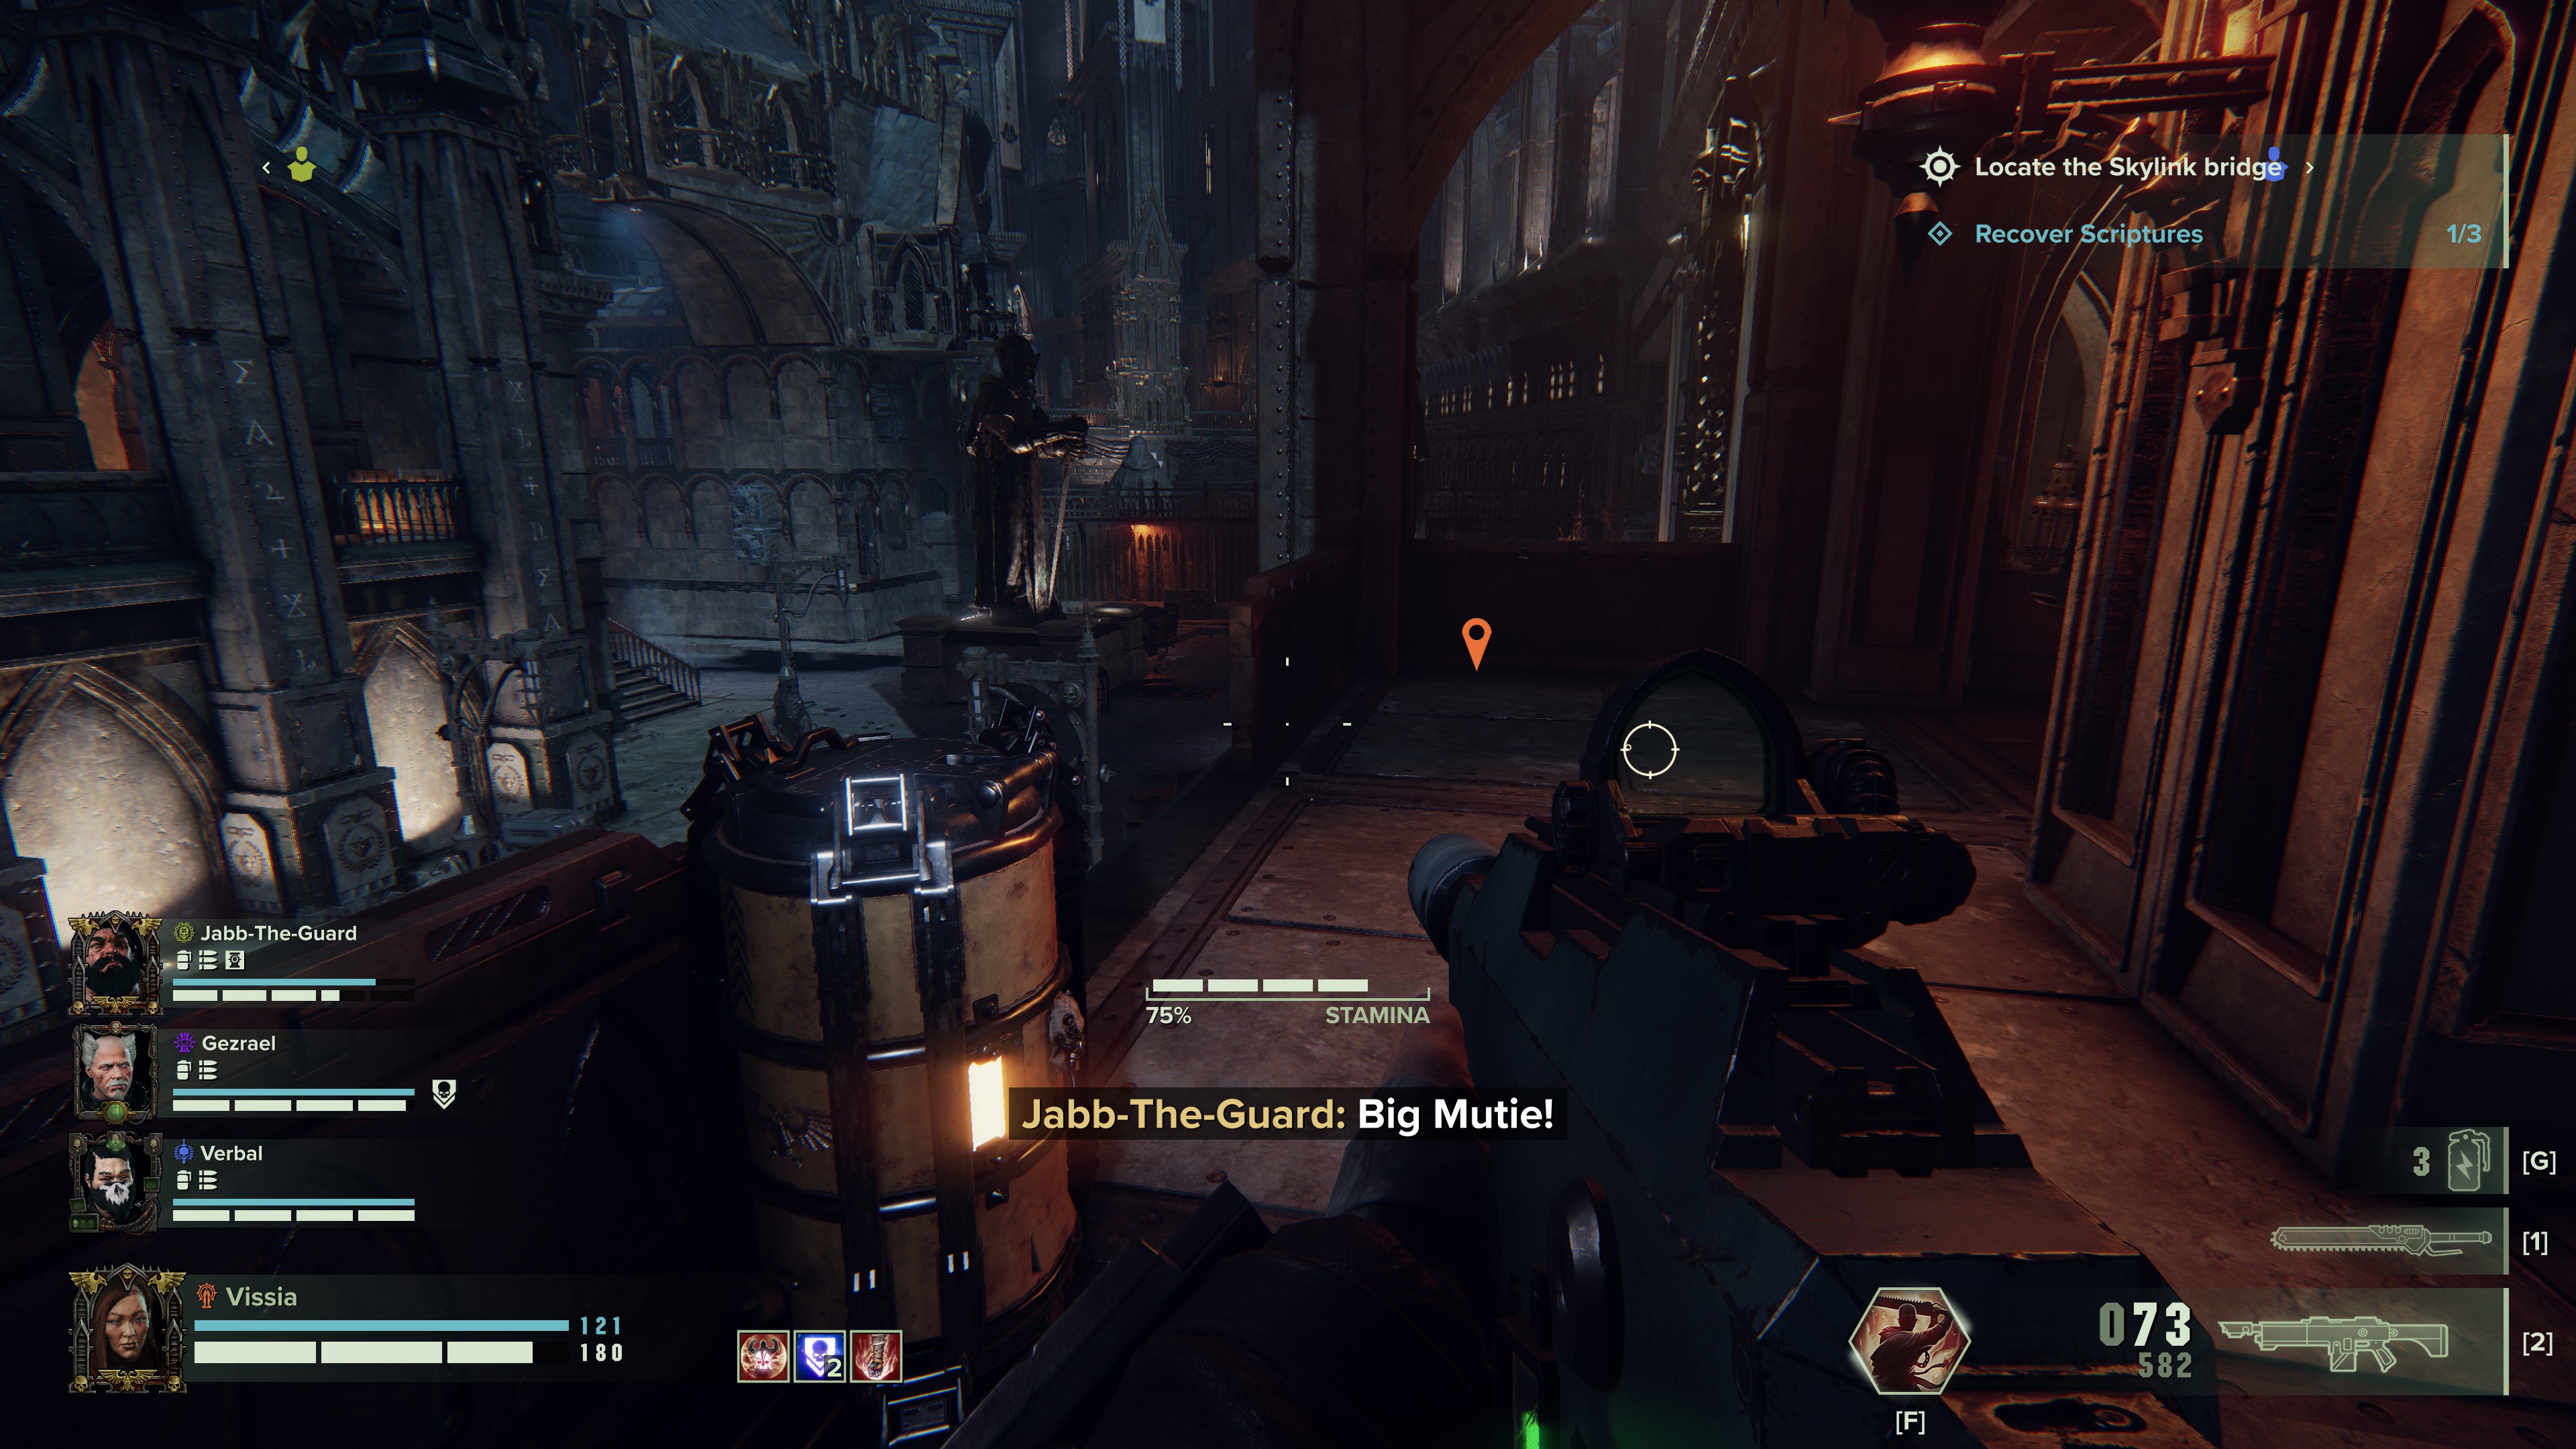 Locate the Skylink bridge
Recover Scriptures 1/3
Jabb-The-Guard
Gezrael
Verbal
Vissia
121
180
2
75% STAMINA
Jabb-The-Guard: Big Mutie!
3 [G]
[1]
073
582
[2]
[F]